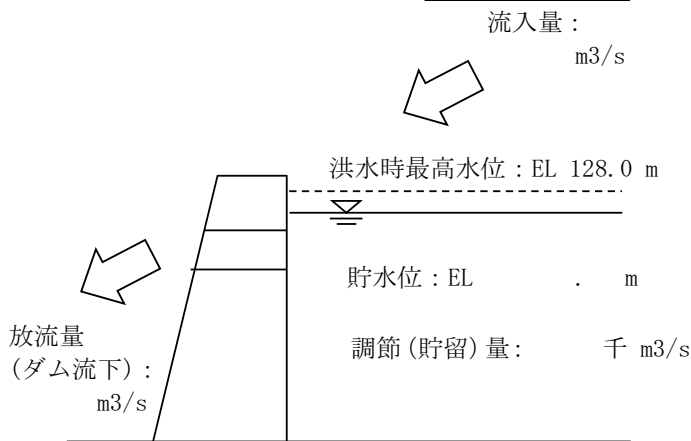 流入量：
m3/s
洪水時最高水位：EL 128.0 m
貯水位：EL . m
放流量
（ダム流下）：
m3/s
調節（貯留）量： 千 m3/s